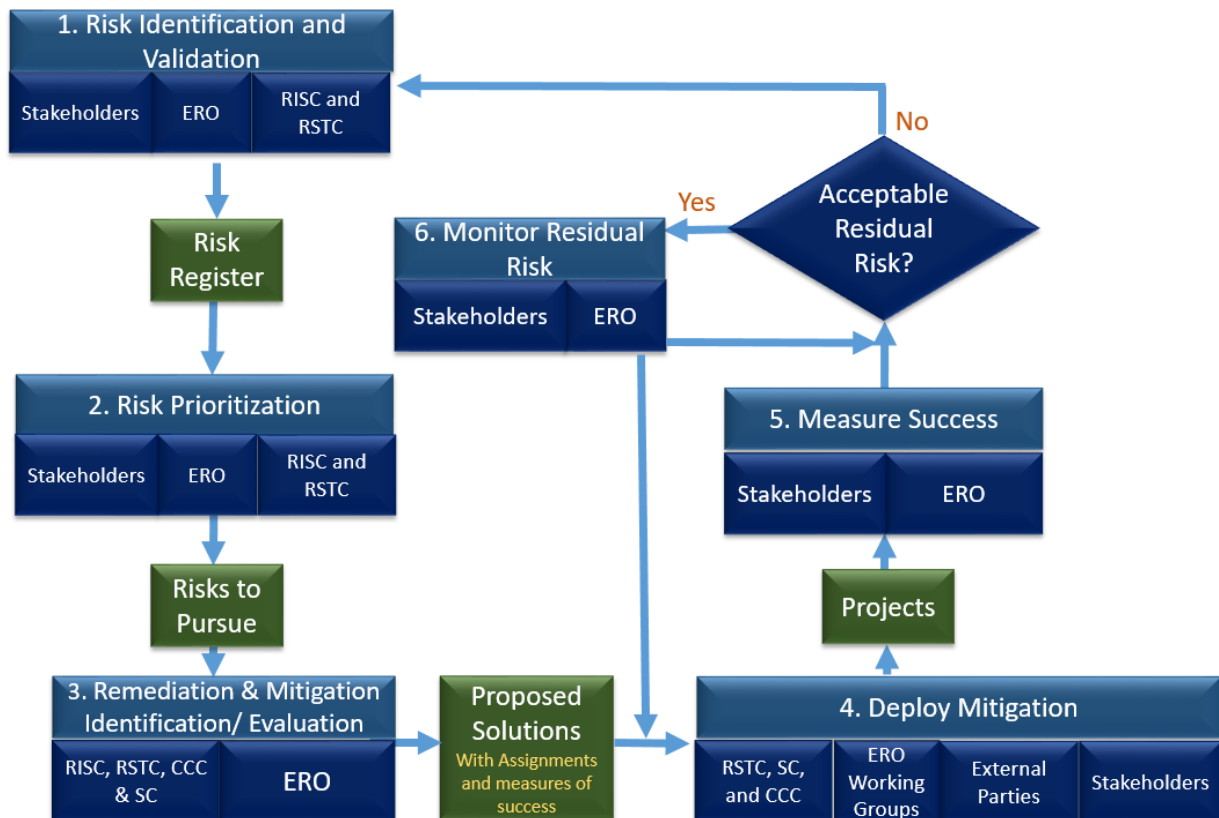 1. Risk Identification and
Validation
Stakeholders
ERO
RISC and
RSTC
Risk
Register
2. Risk Prioritization
Stakeholders
ERO
RISC and
RSTC
Risks to
Pursue
3. Remediation & Mitigation
Identification/ Evaluation
RISC, RSTC, CCC
& SC
ERO
Proposed
Solutions
With Assignments
and measures of
success
4. Deploy Mitigation
RSTC, SC,
and CCC
ERO
Working
Groups
External
Parties
Stakeholders
Projects
5. Measure Success
Stakeholders
ERO
Acceptable
Residual
Risk?
No
Yes
6. Monitor Residual
Risk
Stakeholders
ERO